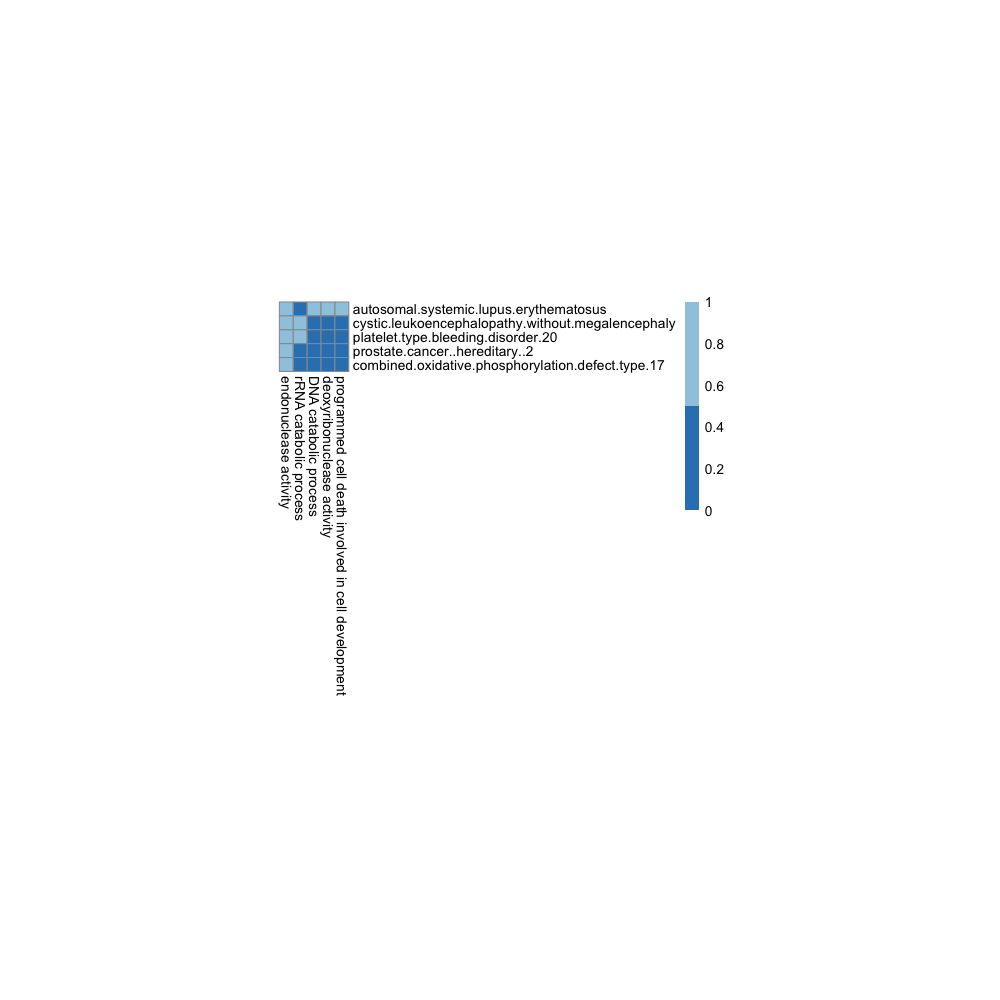 autosomal.systemic.lupus.erythematosus
cystic.leukoencephalopathy.without.megalencephaly
platelet.type.bleeding.disorder.20
prostate.cancer..hereditary..2
combined.oxidative.phosphorylation.defect.type.17
endonuclease activity
rRNA catabolic process
DNA catabolic process
deoxyribonuclease activity
programmed cell death involved in cell development
1
0.8
0.6
0.4
0.2
0